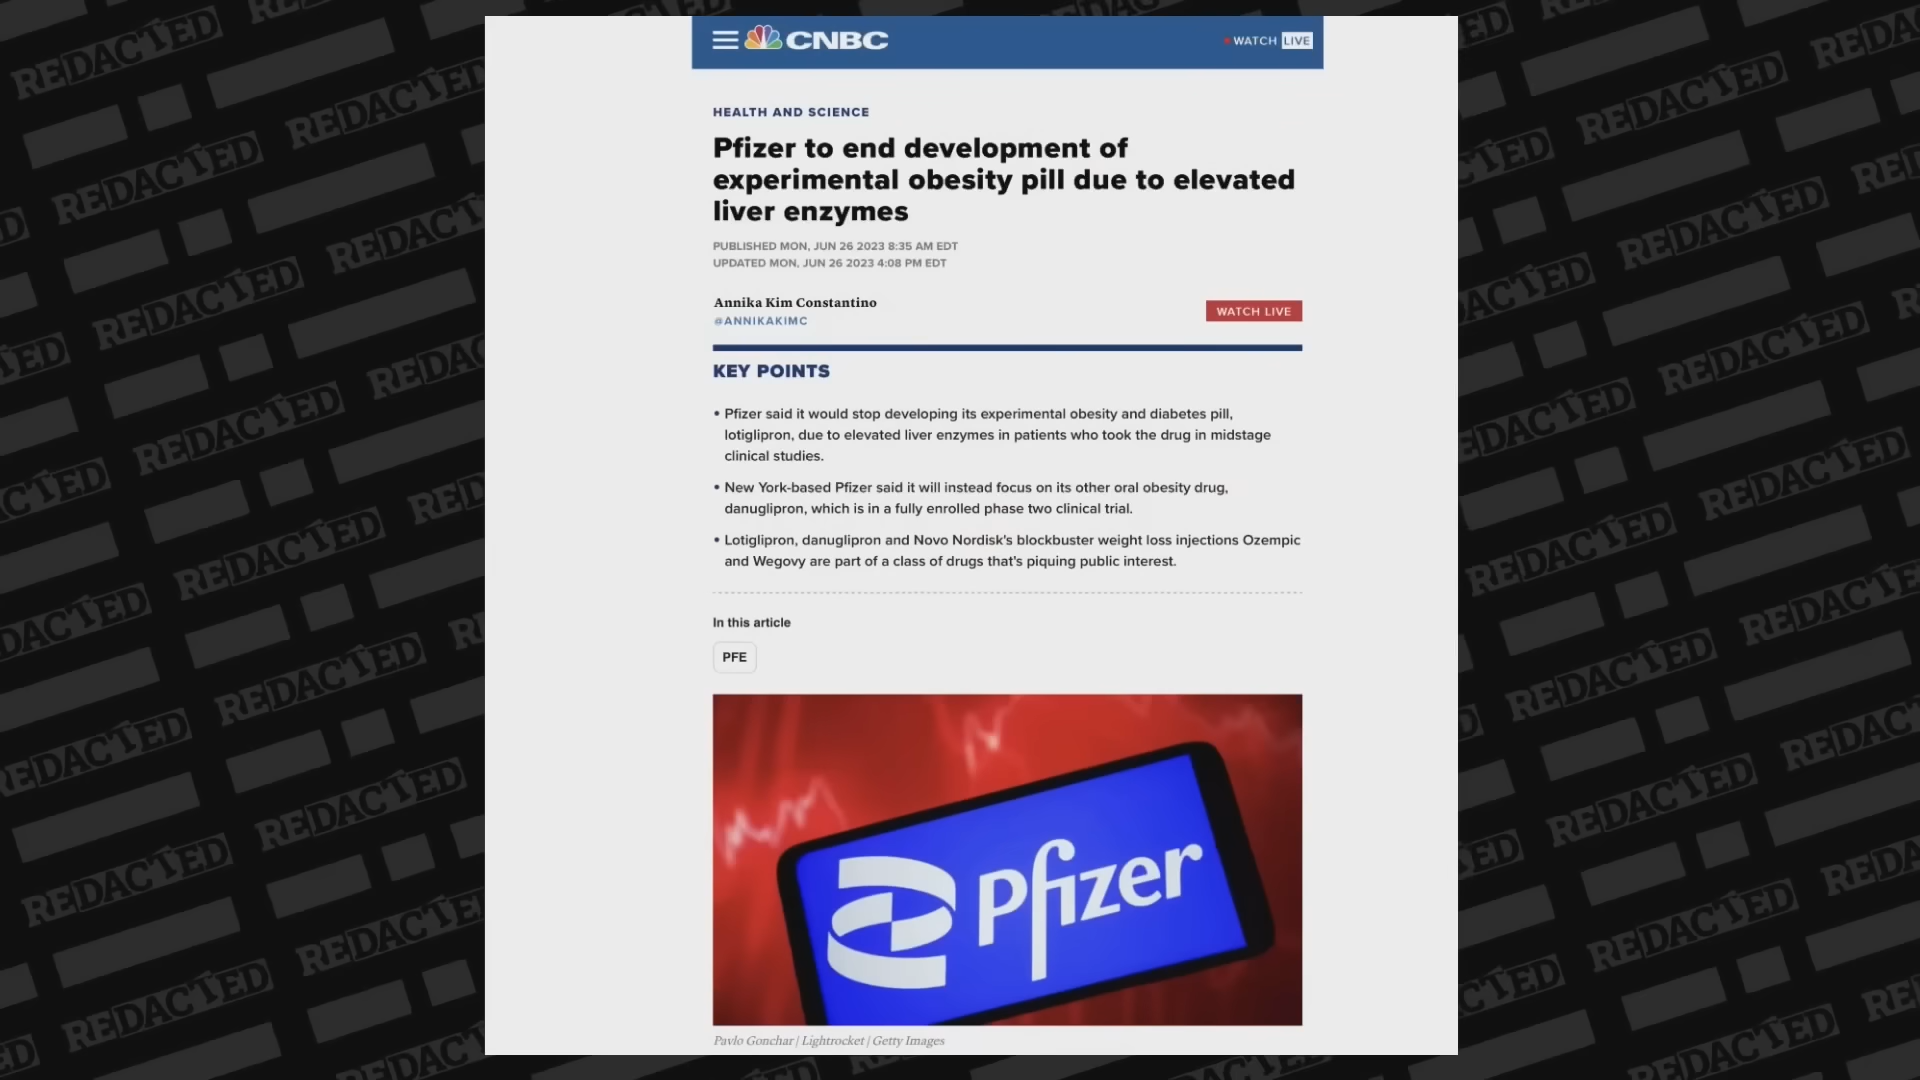 CNBC
WATCH LIVE
HEALTH AND SCIENCE
Pfizer to end development of
experimental obesity pill due to elevated
liver enzymes
PUBLISHED MON, JUN 26 2023 8:35 AM EDT
UPDATED MON, JUN 26 2023 4:08 PM EDT
Annika Kim Constantino
@ANNIKAKIMC
WATCH LIVE
KEY POINTS
• Pfizer said it would stop developing its experimental obesity and diabetes pill,
lotiglipron, due to elevated liver enzymes in patients who took the drug in midstage
clinical studies.
• New York-based Pfizer said it will instead focus on its other oral obesity drug,
danuglipron, which is in a fully enrolled phase two clinical trial.
• Lotiglipron, danuglipron and Novo Nordisk's blockbuster weight loss injections Ozempic
and Wegovy are part of a class of drugs that's piquing public interest.
In this article
PFE
Pfizer
Pavlo Gonchar | Lightrocket | Getty Images
REDACTED